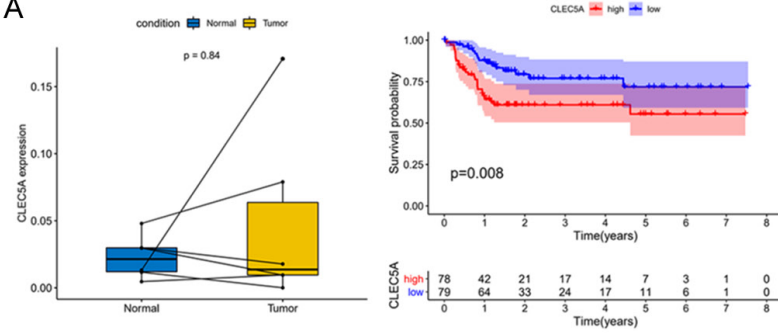 A
condition Normal Tumor
p = 0.84
CLEC5A expression
0.15
0.10
0.05
0.00
Normal Tumor
CLEC5A high low
Survival probability
1.00
0.75
0.50
0.25
0.00
p=0.008
0 1 2 3 4 5 6 7 8
Time(years)
CLEC5A
high 78 42 21 17 14 7 3 1 0
low 79 64 33 24 17 11 6 1 0
0 1 2 3 4 5 6 7 8
Time(years)